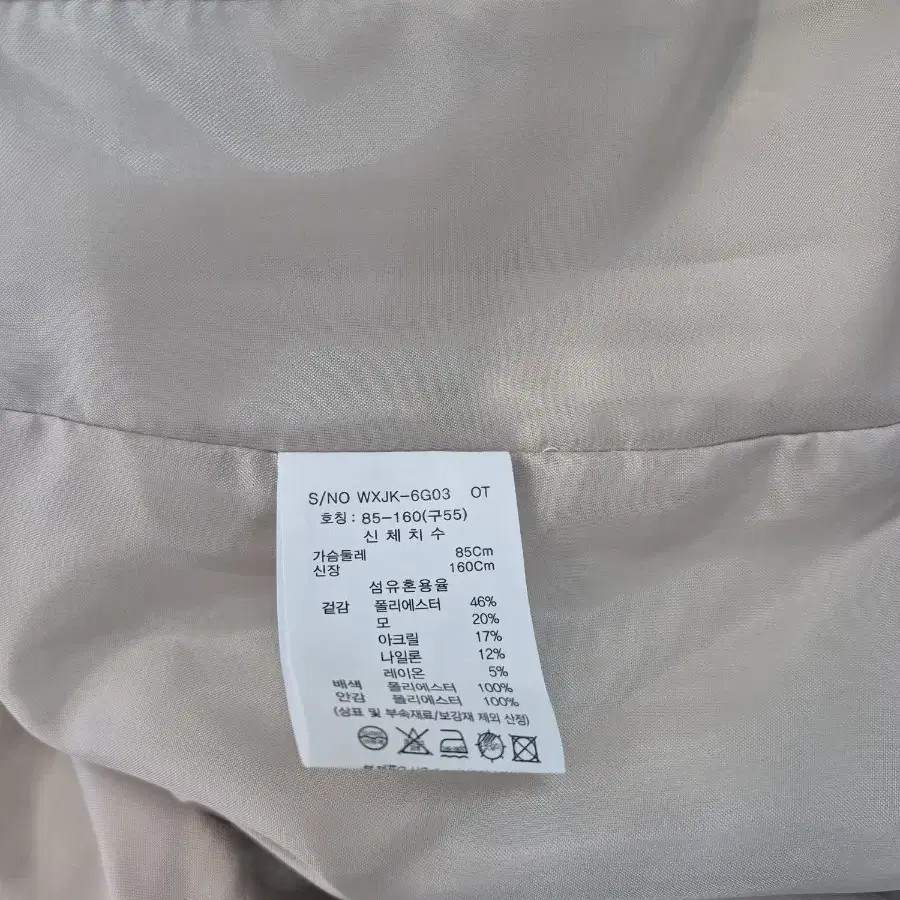 S/NO WXJK-6G03 OT
호칭 : 85-160(구55)
신 체 치 수
가슴둘레 85Cm
신장 160Cm
섬유혼용율
겉감 폴리에스터 46%
모 20%
아크릴 17%
나일론 12%
레이온 5%
배색 폴리에스터 100%
안감 폴리에스터 100%
(상표 및 부속재료/보강재 제외 산정)